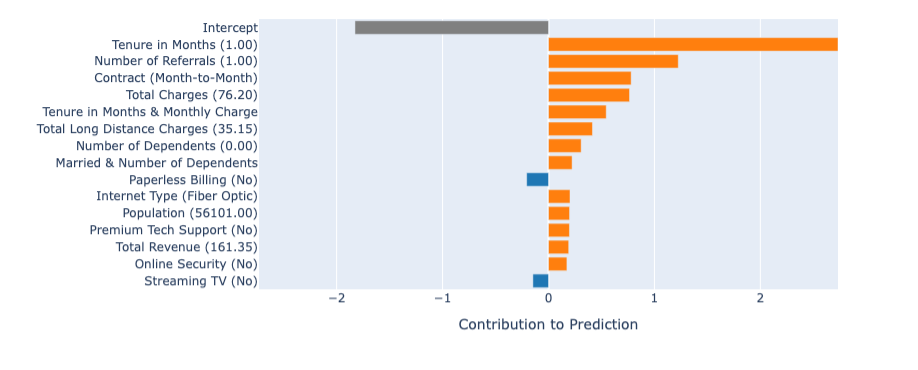 Intercept
Tenure in Months (1.00)
Number of Referrals (1.00)
Contract (Month-to-Month)
Total Charges (76.20)
Tenure in Months & Monthly Charge
Total Long Distance Charges (35.15)
Number of Dependents (0.00)
Married & Number of Dependents
Paperless Billing (No)
Internet Type (Fiber Optic)
Population (56101.00)
Premium Tech Support (No)
Total Revenue (161.35)
Online Security (No)
Streaming TV (No)
−2 −1 0 1 2
Contribution to Prediction